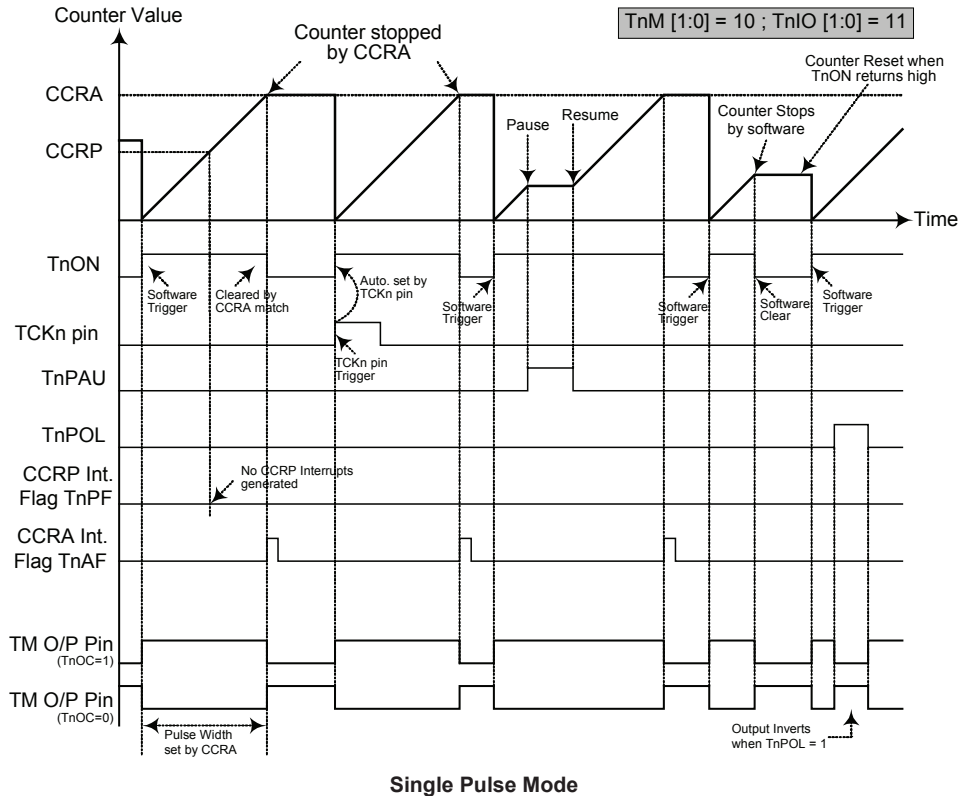 Counter Value
TnM [1:0] = 10 ; TnIO [1:0] = 11
Counter stopped
by CCRA
Counter Reset when
TnON returns high
CCRA
CCRP
Pause
Resume
Counter Stops
by software
Time
TnON
Software
Trigger
Cleared by
CCRA match
Auto. set by
TCKn pin
Software
Trigger
Software
Trigger
Software
Clear
Software
Trigger
TCKn pin
TCKn pin
Trigger
TnPAU
TnPOL
CCRP Int.
Flag TnPF
No CCRP Interrupts
generated
CCRA Int.
Flag TnAF
TM O/P Pin
(TnOC=1)
TM O/P Pin
(TnOC=0)
Pulse Width
set by CCRA
Output Inverts
when TnPOL = 1
Single Pulse Mode